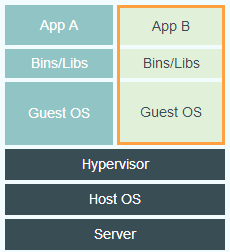 App A
App B
Bins/Libs
Bins/Libs
Guest OS
Guest OS
Hypervisor
Host OS
Server